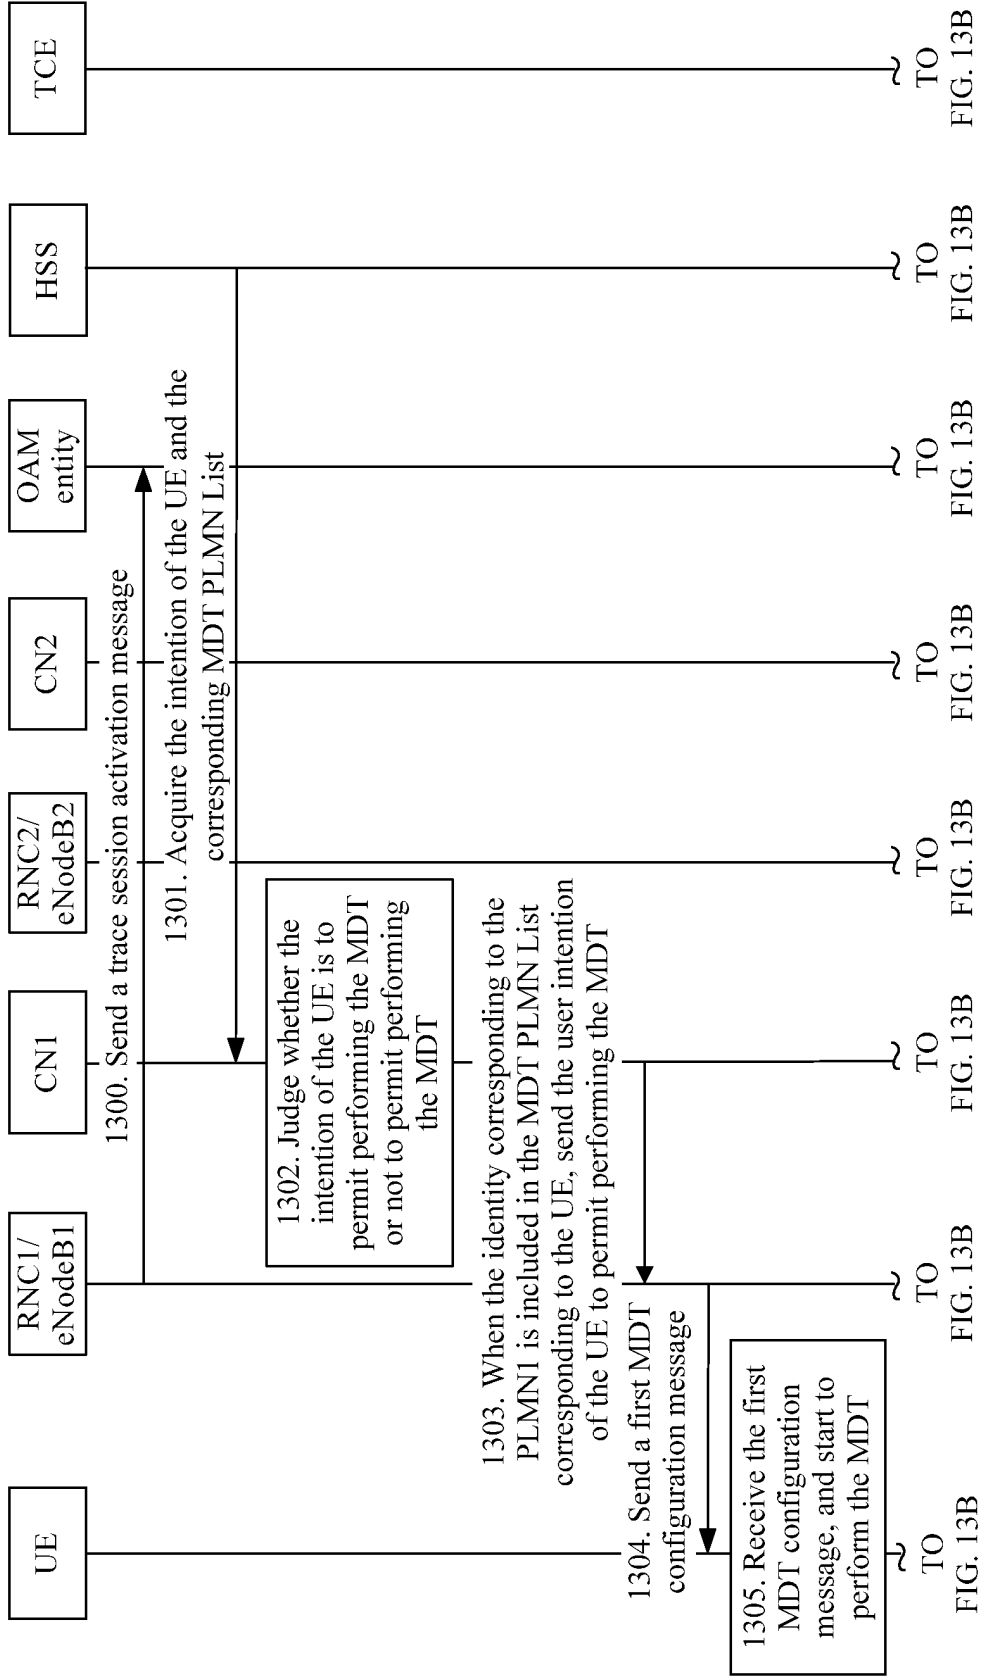 UE
RNC1/
eNodeB1
CN1
RNC2/
eNodeB2
CN2
OAM
entity
HSS
TCE
1300. Send a trace session activation message
1301. Acquire the intention of the UE and the
corresponding MDT PLMN List
1302. Judge whether the
intention of the UE is to
permit performing the MDT
or not to permit performing
the MDT
1303. When the identity corresponding to the
PLMN1 is included in the MDT PLMN List
corresponding to the UE, send the user intention
of the UE to permit performing the MDT
1304. Send a first MDT
configuration message
1305. Receive the first
MDT configuration
message, and start to
perform the MDT
TO
FIG. 13B
TO
FIG. 13B
TO
FIG. 13B
TO
FIG. 13B
TO
FIG. 13B
TO
FIG. 13B
TO
FIG. 13B
TO
FIG. 13B